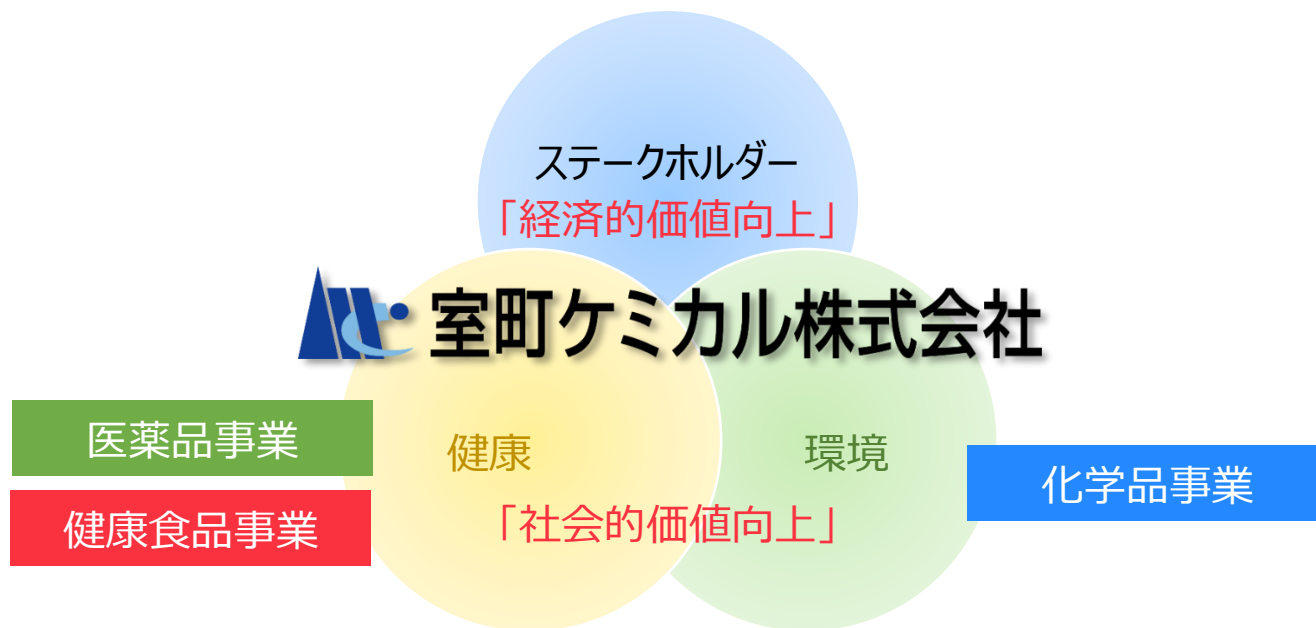 ステークホルダー
「経済的価値向上」
室町ケミカル株式会社
医薬品事業
健康
環境
健康食品事業
化学品事業
「社会的価値向上」